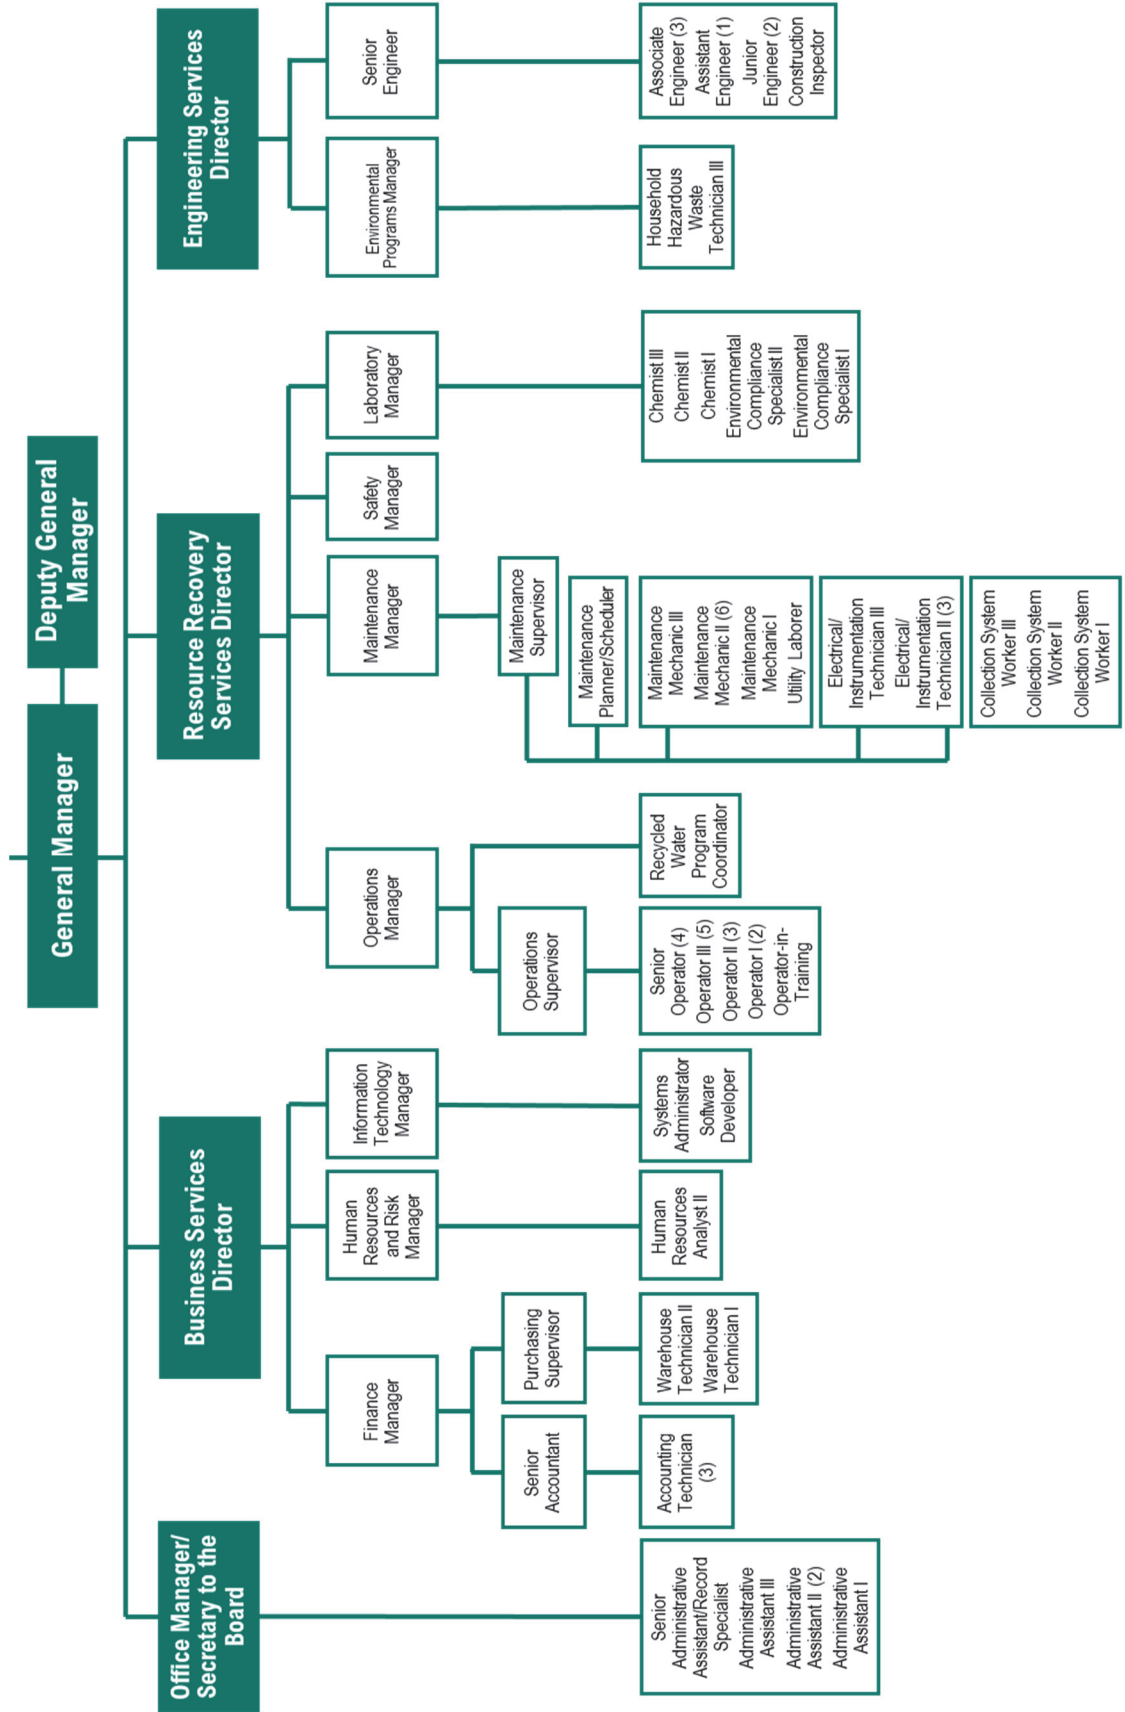 General Manager
Deputy General
Manager
Office Manager/
Secretary to the
Board
Business Services
Director
Resource Recovery
Services Director
Engineering Services
Director
Finance
Manager
Human
Resources
and Risk
Manager
Information
Technology
Manager
Operations
Manager
Maintenance
Manager
Safety
Manager
Laboratory
Manager
Environmental
Programs Manager
Senior
Engineer
Senior
Accountant
Purchasing
Supervisor
Operations
Supervisor
Maintenance
Supervisor
Maintenance
Planner/Scheduler
Senior
Administrative
Assistant/Record
Specialist
Administrative
Assistant III
Administrative
Assistant II (2)
Administrative
Assistant I
Accounting
Technician
(3)
Warehouse
Technician II
Warehouse
Technician I
Human
Resources
Analyst II
Systems
Administrator
Software
Developer
Senior
Operator (4)
Operator III (5)
Operator II (3)
Operator I (2)
Operator-in-
Training
Recycled
Water
Program
Coordinator
Maintenance
Mechanic III
Maintenance
Mechanic II (6)
Maintenance
Mechanic I
Utility Laborer
Electrical/
Instrumentation
Technician III
Electrical/
Instrumentation
Technician II (3)
Collection System
Worker III
Collection System
Worker II
Collection System
Worker I
Chemist III
Chemist II
Chemist I
Environmental
Compliance
Specialist II
Environmental
Compliance
Specialist I
Household
Hazardous
Waste
Technician III
Associate
Engineer (3)
Assistant
Engineer (1)
Junior
Engineer (2)
Construction
Inspector